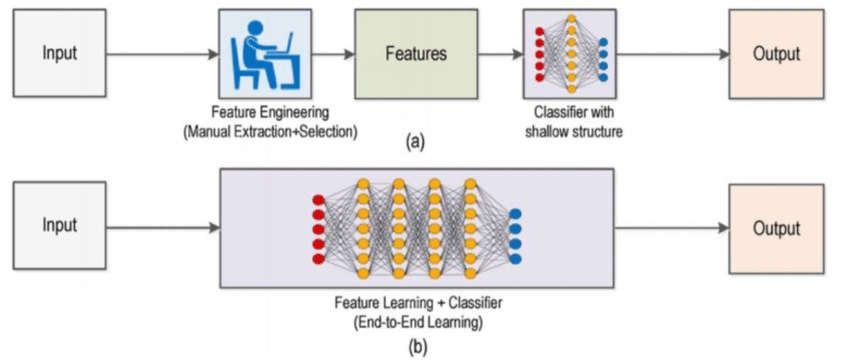 Input
Features
Output
Feature Engineering
(Manual Extraction+Selection)
Classifier with
shallow structure
(a)
Input
Output
Feature Learning + Classifier
(End-to-End Learning)
(b)